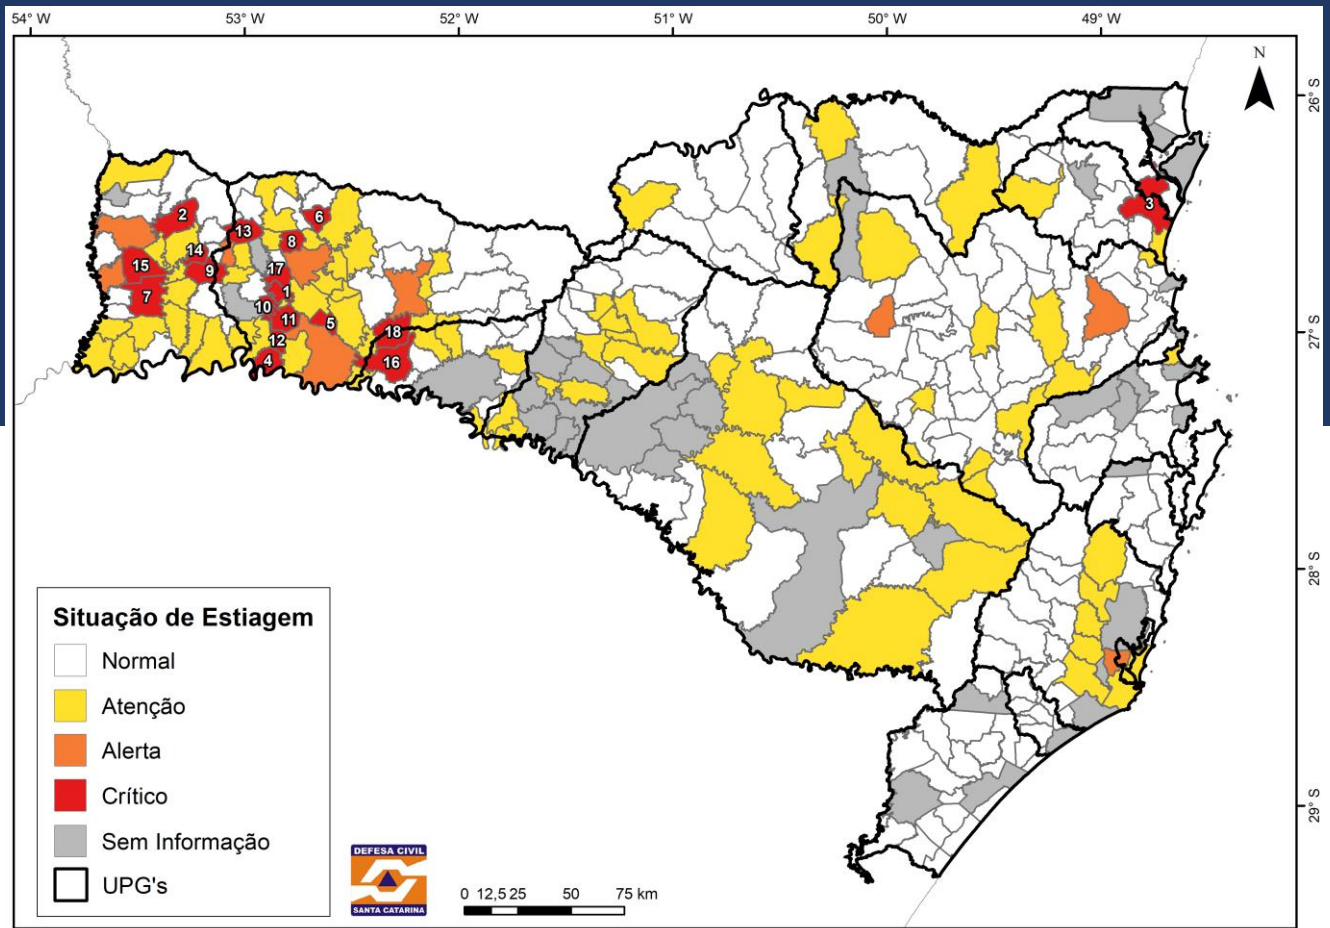 54° W 53° W 52° W 51° W 50° W 49° W
N
26° S
27° S
28° S
29° S
2
6
13
3
14
8
15
9
17
7
1
10
11
5
18
12
4
16
Situação de Estiagem
Normal
Atenção
Alerta
Crítico
Sem Informação
UPG's
DEFESA CIVIL
SANTA CATARINA
0 12,5 25 50 75 km